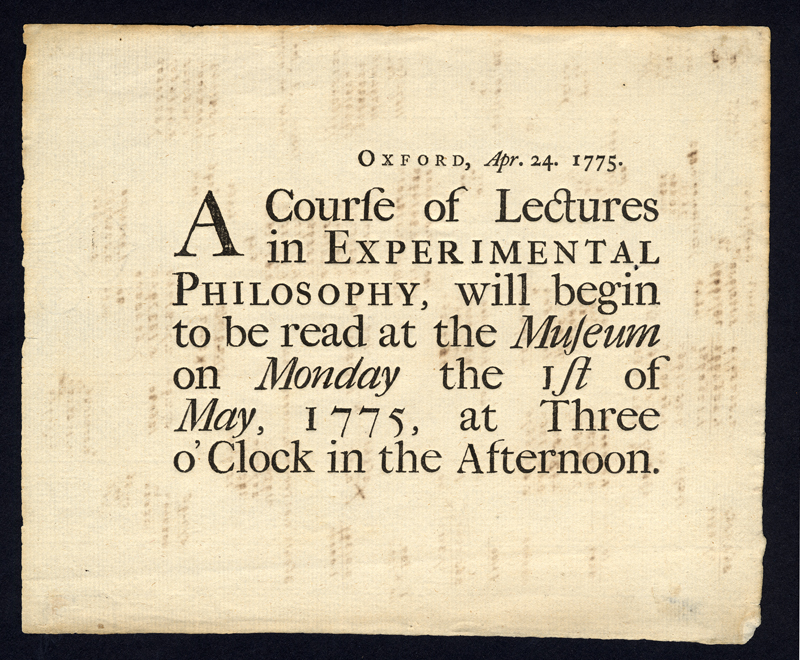 OXFORD, Apr. 24. 1775.
A Courſe of Lectures
in EXPERIMENTAL
PHILOSOPHY, will begin
to be read at the Muſeum
on Monday the 1ſt of
May, 1775, at Three
o'Clock in the Afternoon.